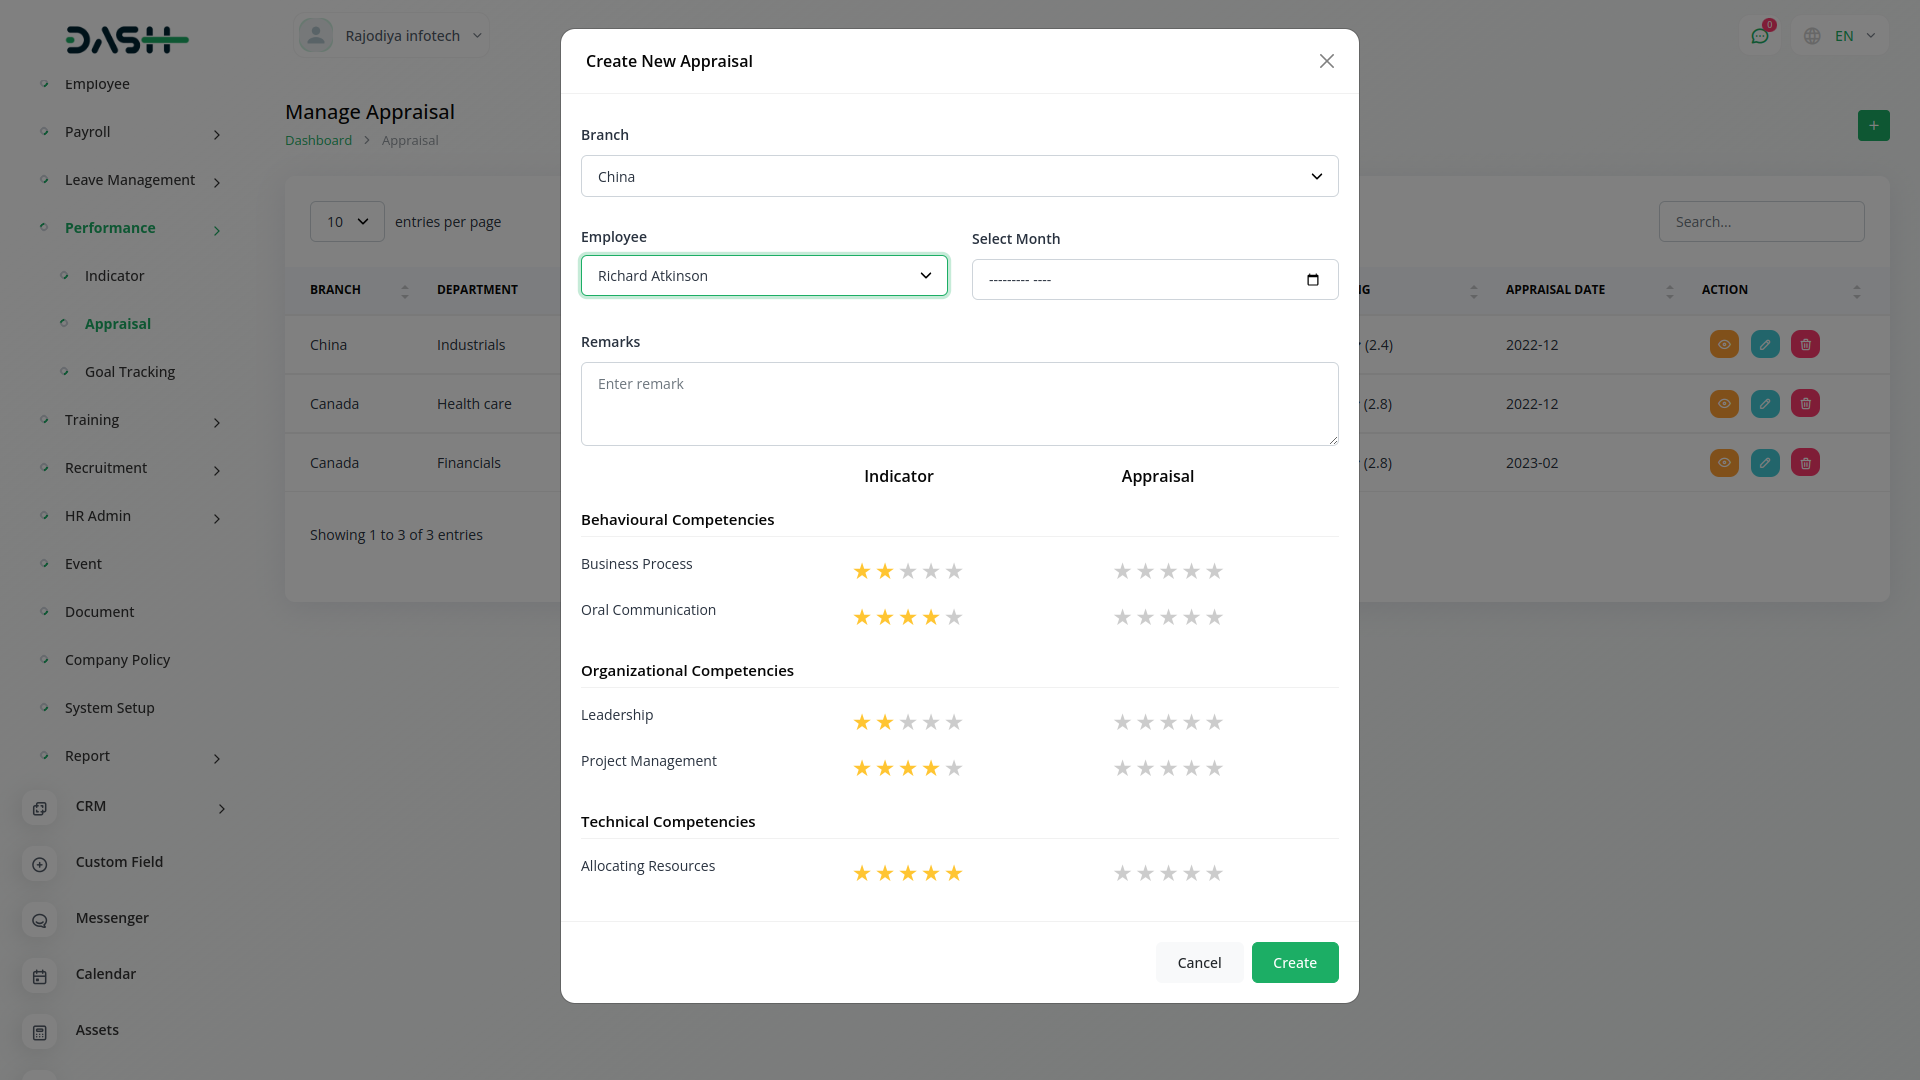 DASH
Rajodiya infotech
0
EN
Employee
Payroll
Leave Management
Performance
Indicator
Appraisal
Goal Tracking
Training
Recruitment
HR Admin
Event
Document
Company Policy
System Setup
Report
CRM
Custom Field
Messenger
Calendar
Assets
Manage Appraisal
Dashboard > Appraisal
+
10 entries per page
Search...
BRANCH DEPARTMENT APPRAISAL DATE ACTION
China Industrials (2.4) 2022-12
Canada Health care (2.8) 2022-12
Canada Financials (2.8) 2023-02
Showing 1 to 3 of 3 entries
Create New Appraisal
Branch
China
Employee
Richard Atkinson
Select Month
--------- ----
Remarks
Enter remark
Indicator Appraisal
Behavioural Competencies
Business Process
Oral Communication
Organizational Competencies
Leadership
Project Management
Technical Competencies
Allocating Resources
Cancel
Create